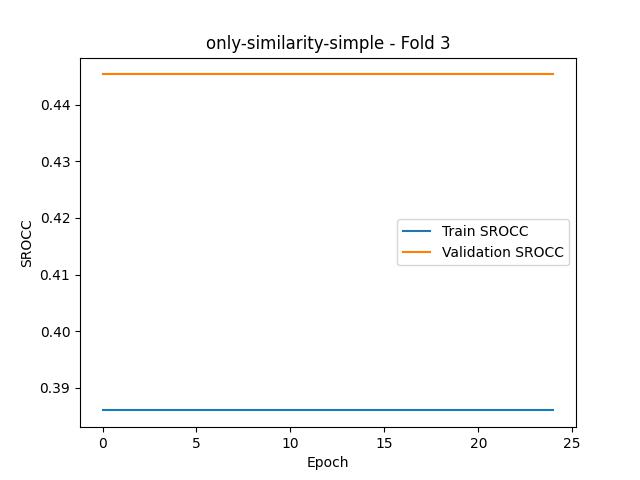 only-similarity-simple - Fold 3
0.44
0.43
0.42
0.41
0.40
0.39
SROCC
Train SROCC
Validation SROCC
0 5 10 15 20 25
Epoch